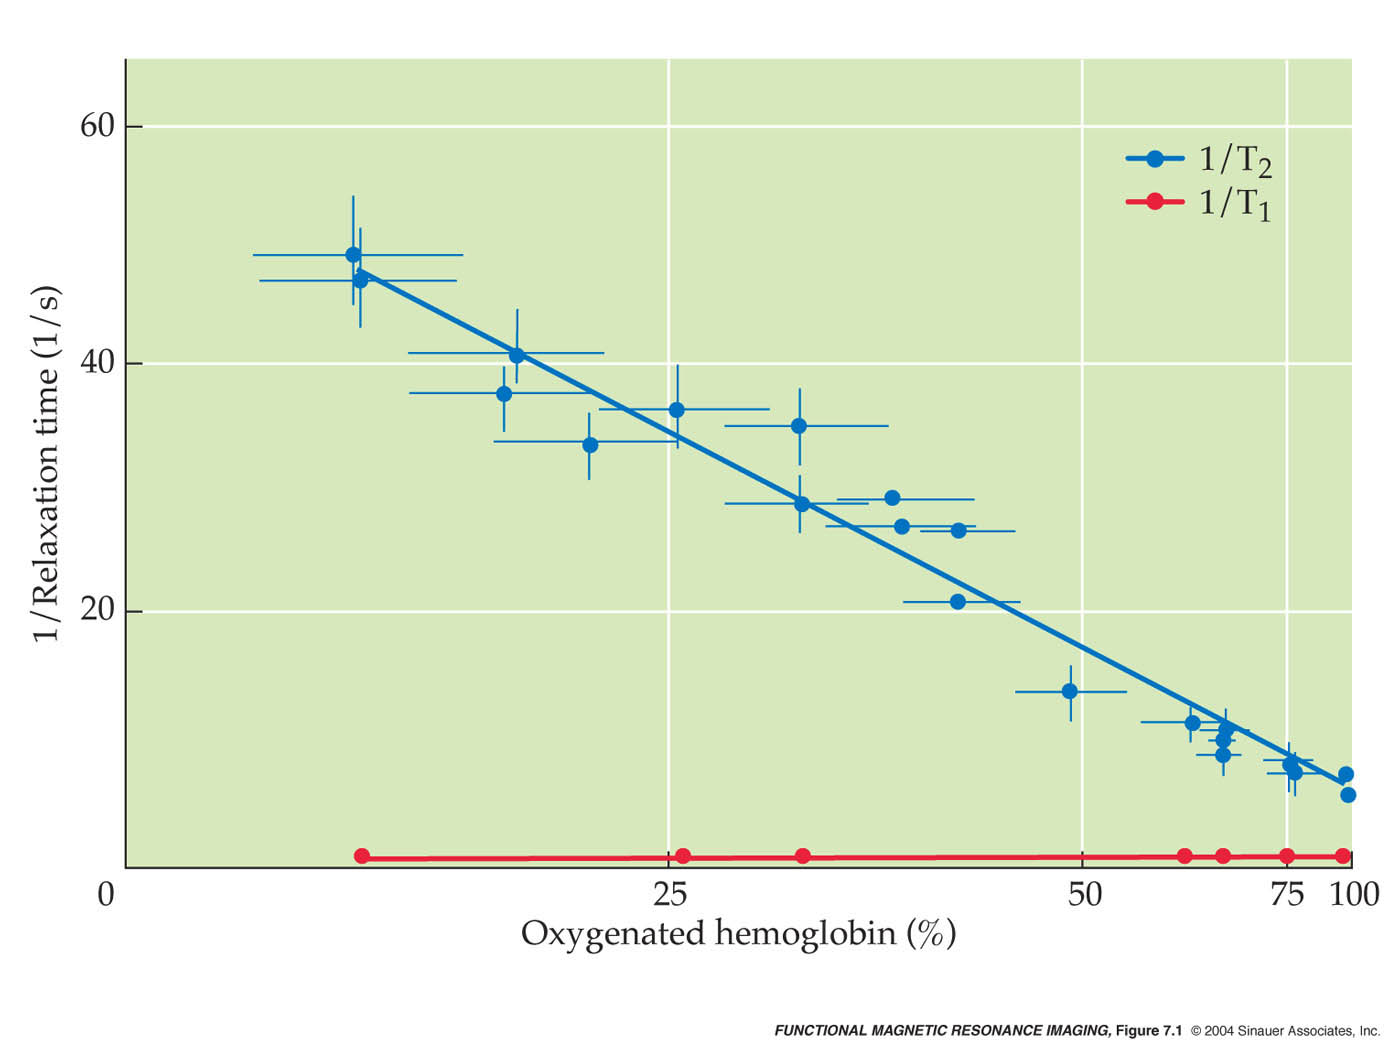 60
40
20
0
1/Relaxation time (1/s)
1/T₂
1/T₁
25
50
75
100
Oxygenated hemoglobin (%)
FUNCTIONAL MAGNETIC RESONANCE IMAGING, Figure 7.1 © 2004 Sinauer Associates, Inc.